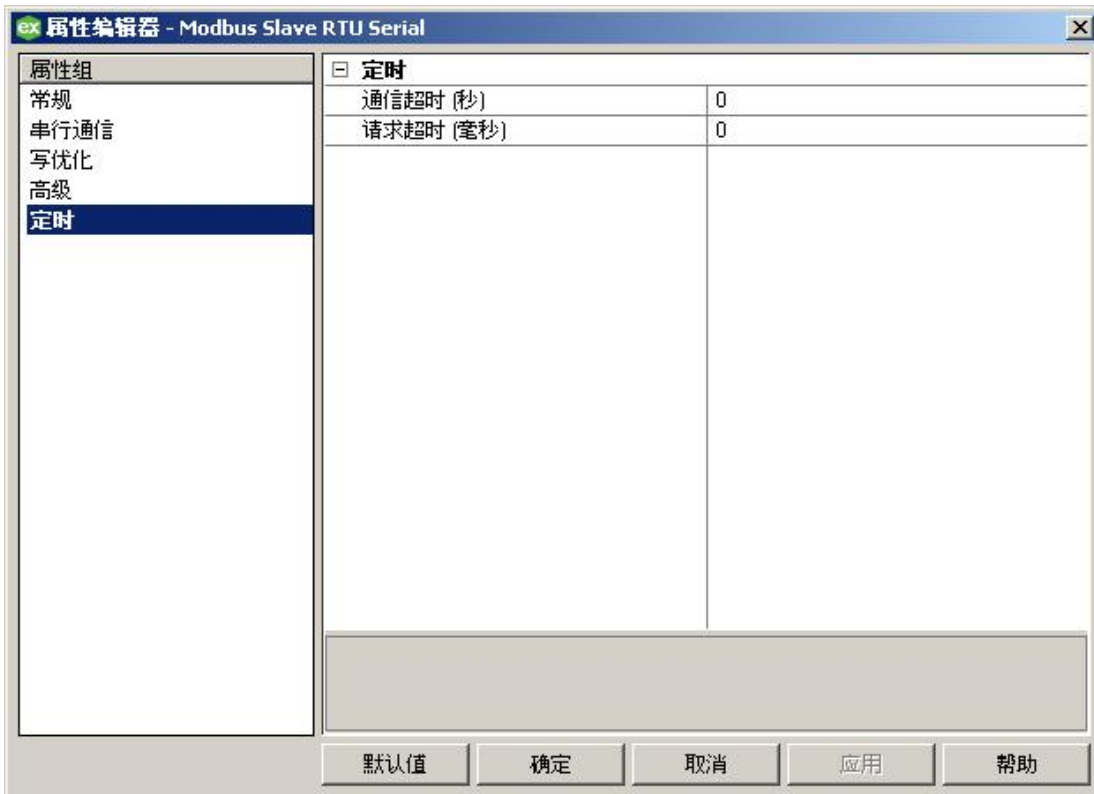 ex 属性编辑器 - Modbus Slave RTU Serial
属性组
常规
串行通信
写优化
高级
定时
定时
通信超时 (秒) 0
请求超时 (毫秒) 0
默认值 确定 取消 应用 帮助